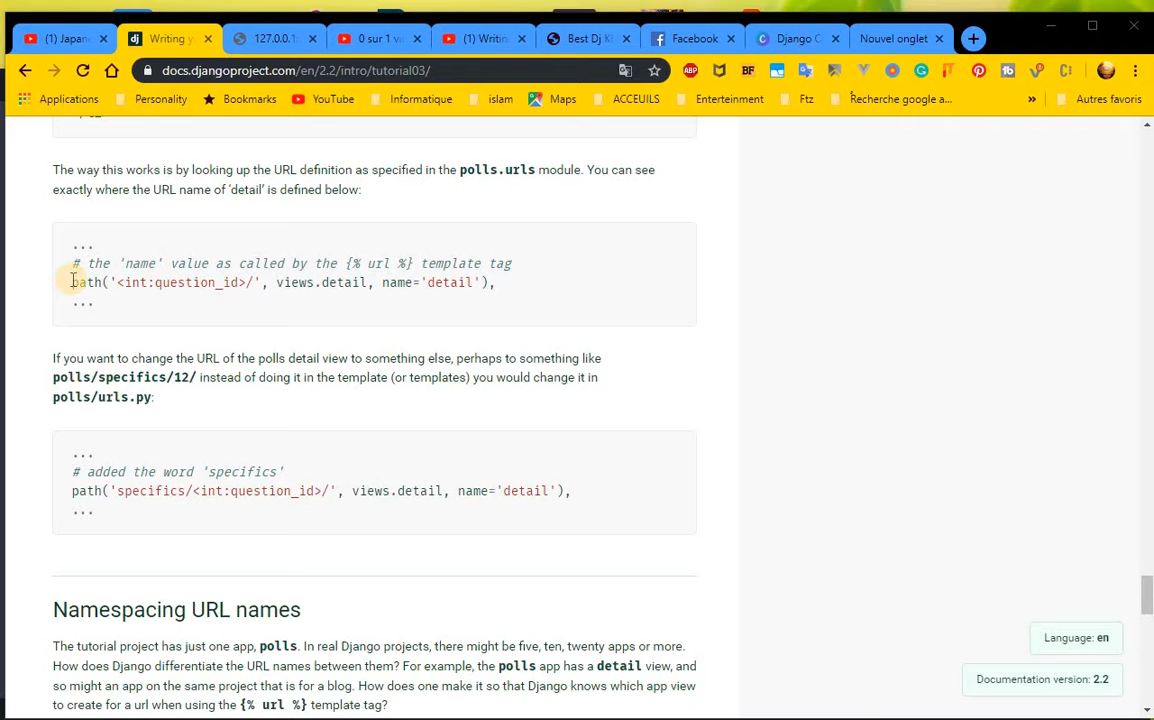 (1) Japane
Writing y
127.0.0.1:
0 sur 1 va
(1) Writin
Best Dj Kh
Facebook
Django C
Nouvel onglet
docs.djangoproject.com/en/2.2/intro/tutorial03/
Applications
Personality
Bookmarks
YouTube
Informatique
islam
Maps
ACCEUILS
Enterteinment
Ftz
Recherche google a...
»
Autres favoris
The way this works is by looking up the URL definition as specified in the polls.urls module. You can see
exactly where the URL name of 'detail' is defined below:
...
# the 'name' value as called by the {% url %} template tag
path('<int:question_id>/', views.detail, name='detail'),
...
If you want to change the URL of the polls detail view to something else, perhaps to something like
polls/specifics/12/ instead of doing it in the template (or templates) you would change it in
polls/urls.py:
...
# added the word 'specifics'
path('specifics/<int:question_id>/', views.detail, name='detail'),
...
Namespacing URL names
The tutorial project has just one app, polls. In real Django projects, there might be five, ten, twenty apps or more.
How does Django differentiate the URL names between them? For example, the polls app has a detail view, and
so might an app on the same project that is for a blog. How does one make it so that Django knows which app view
to create for a url when using the {% url %} template tag?
Language: en
Documentation version: 2.2